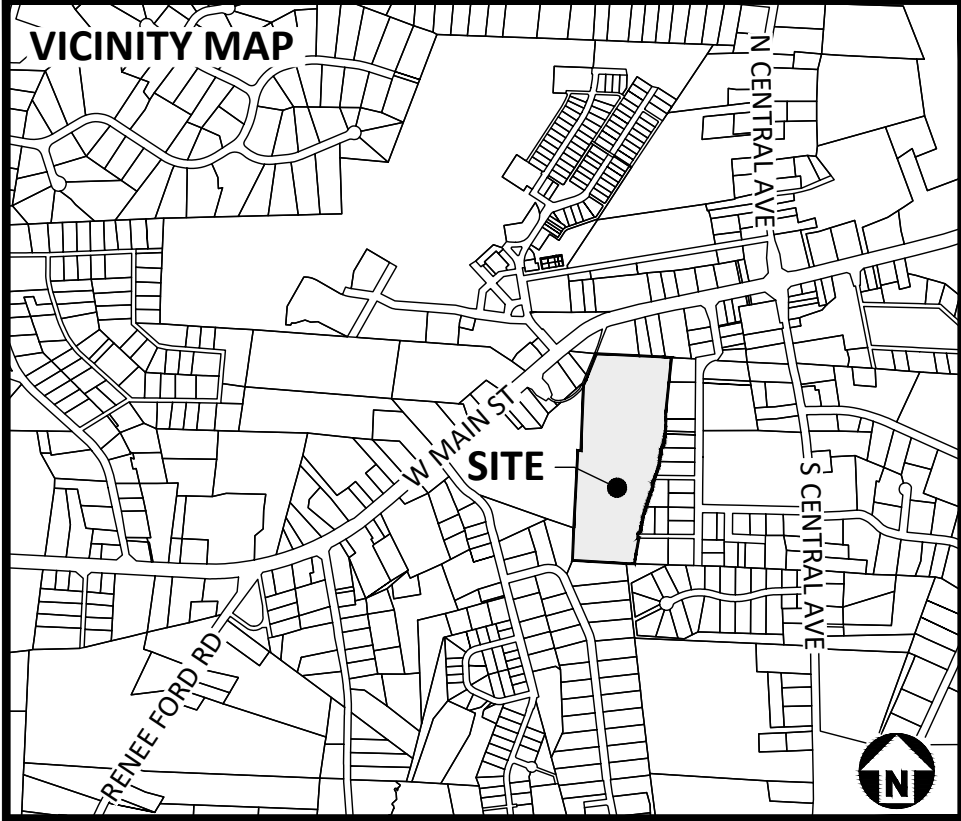 VICINITY MAP
N CENTRAL AVE
W MAIN ST
SITE
S CENTRAL AVE
RENEE FORD RD
N